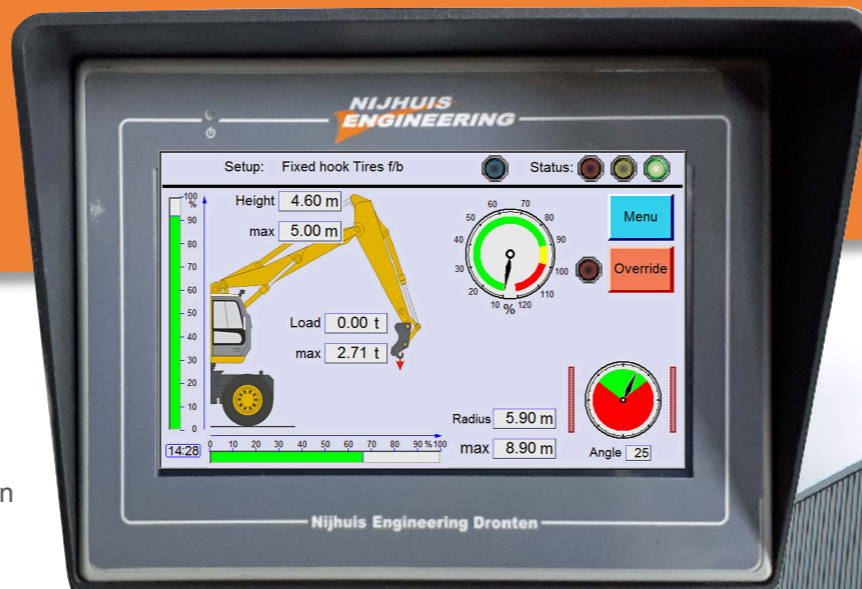 NIJHUIS
ENGINEERING
Setup: Fixed hook Tires f/b
Status:
100
%
90
80
70
60
50
40
30
20
10
0
Height 4.60 m
max 5.00 m
Load 0.00 t
max 2.71 t
10 20 30 40 50 60 70 80 90 100 110 120
%
Menu
Override
Radius 5.90 m
max 8.90 m
Angle 25
14:28
0 10 20 30 40 50 60 70 80 90 % 100
n
Nijhuis Engineering Dronten